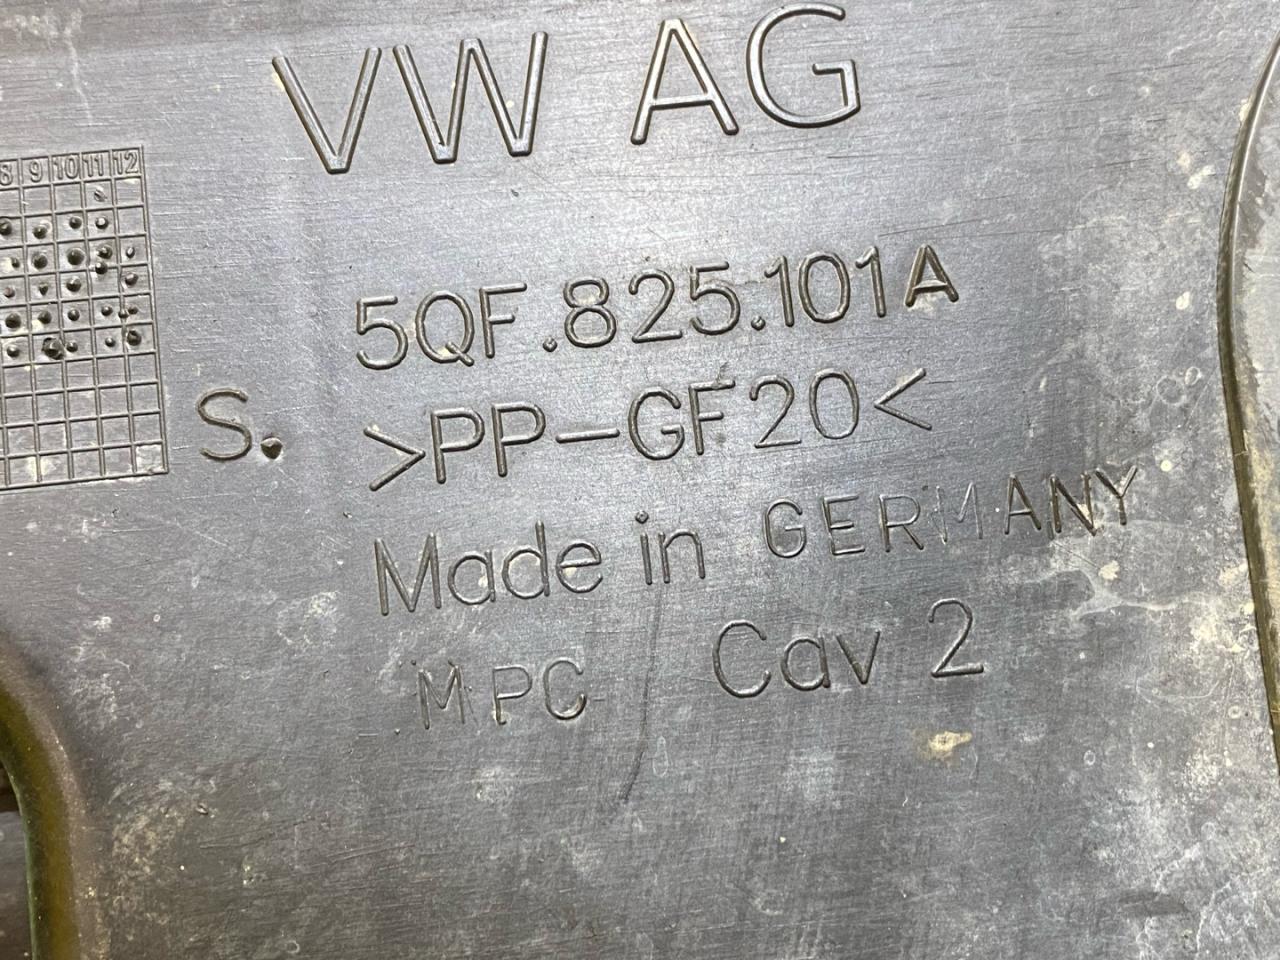 VW AG
8 9 10 11 12
5QF.825.101A
S.
>PP-GF20<
Made in GERMANY
MPC Cav 2